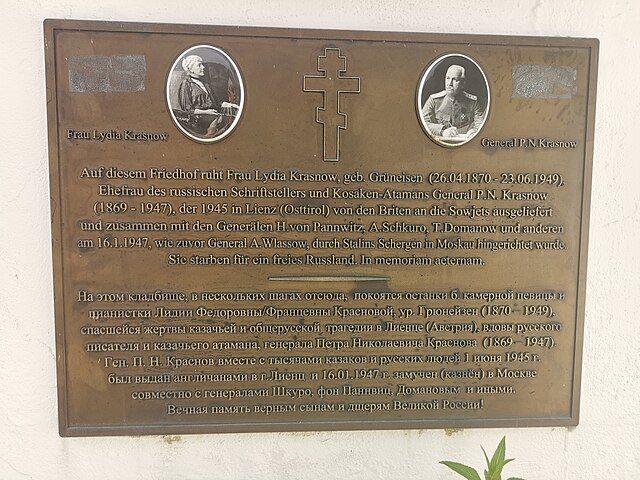 Frau Lydia Krasnow
General P.N. Krasnow
Auf diesem Friedhof ruht Frau Lydia Krasnow, geb. Grüneisen (26.04.1870 - 23.06.1949),
Ehefrau des russischen Schriftstellers und Kosaken-Atamans General P.N. Krasnow
(1869 - 1947), der 1945 in Lienz (Osttirol) von den Briten an die Sowjets ausgeliefert
und zusammen mit den Generälen H.von Pannwitz, A.Schkuro, T.Domanow und anderen
am 16.1.1947, wie zuvor General A.Wlassow, durch Stalins Schergen in Moskau hingerichtet wurde.
Sie starben für ein freies Russland. In memoriam aeternam.
На этом кладбище, в нескольких шагах отсюда, покоятся останки б. камерной певицы и
пианистки Лидии Федоровны/Францевны Красновой, ур. Грюнейзен (1870 – 1949),
спасшейся жертвы казачьей и общерусской трагедии в Лиенце (Австрия), вдовы русского
писателя и казачьего атамана, генерала Петра Николаевича Краснова (1869 – 1947).
Ген. П. Н. Краснов вместе с тысячами казаков и русских людей 1 июня 1945 г.
был выдан англичанами в г.Лиенц и 16.01.1947 г. замучен (казнён) в Москве
совместно с генералами Шкуро, фон Паннвиц, Домановым и иными.
Вечная память верным сынам и дщерям Великой России!